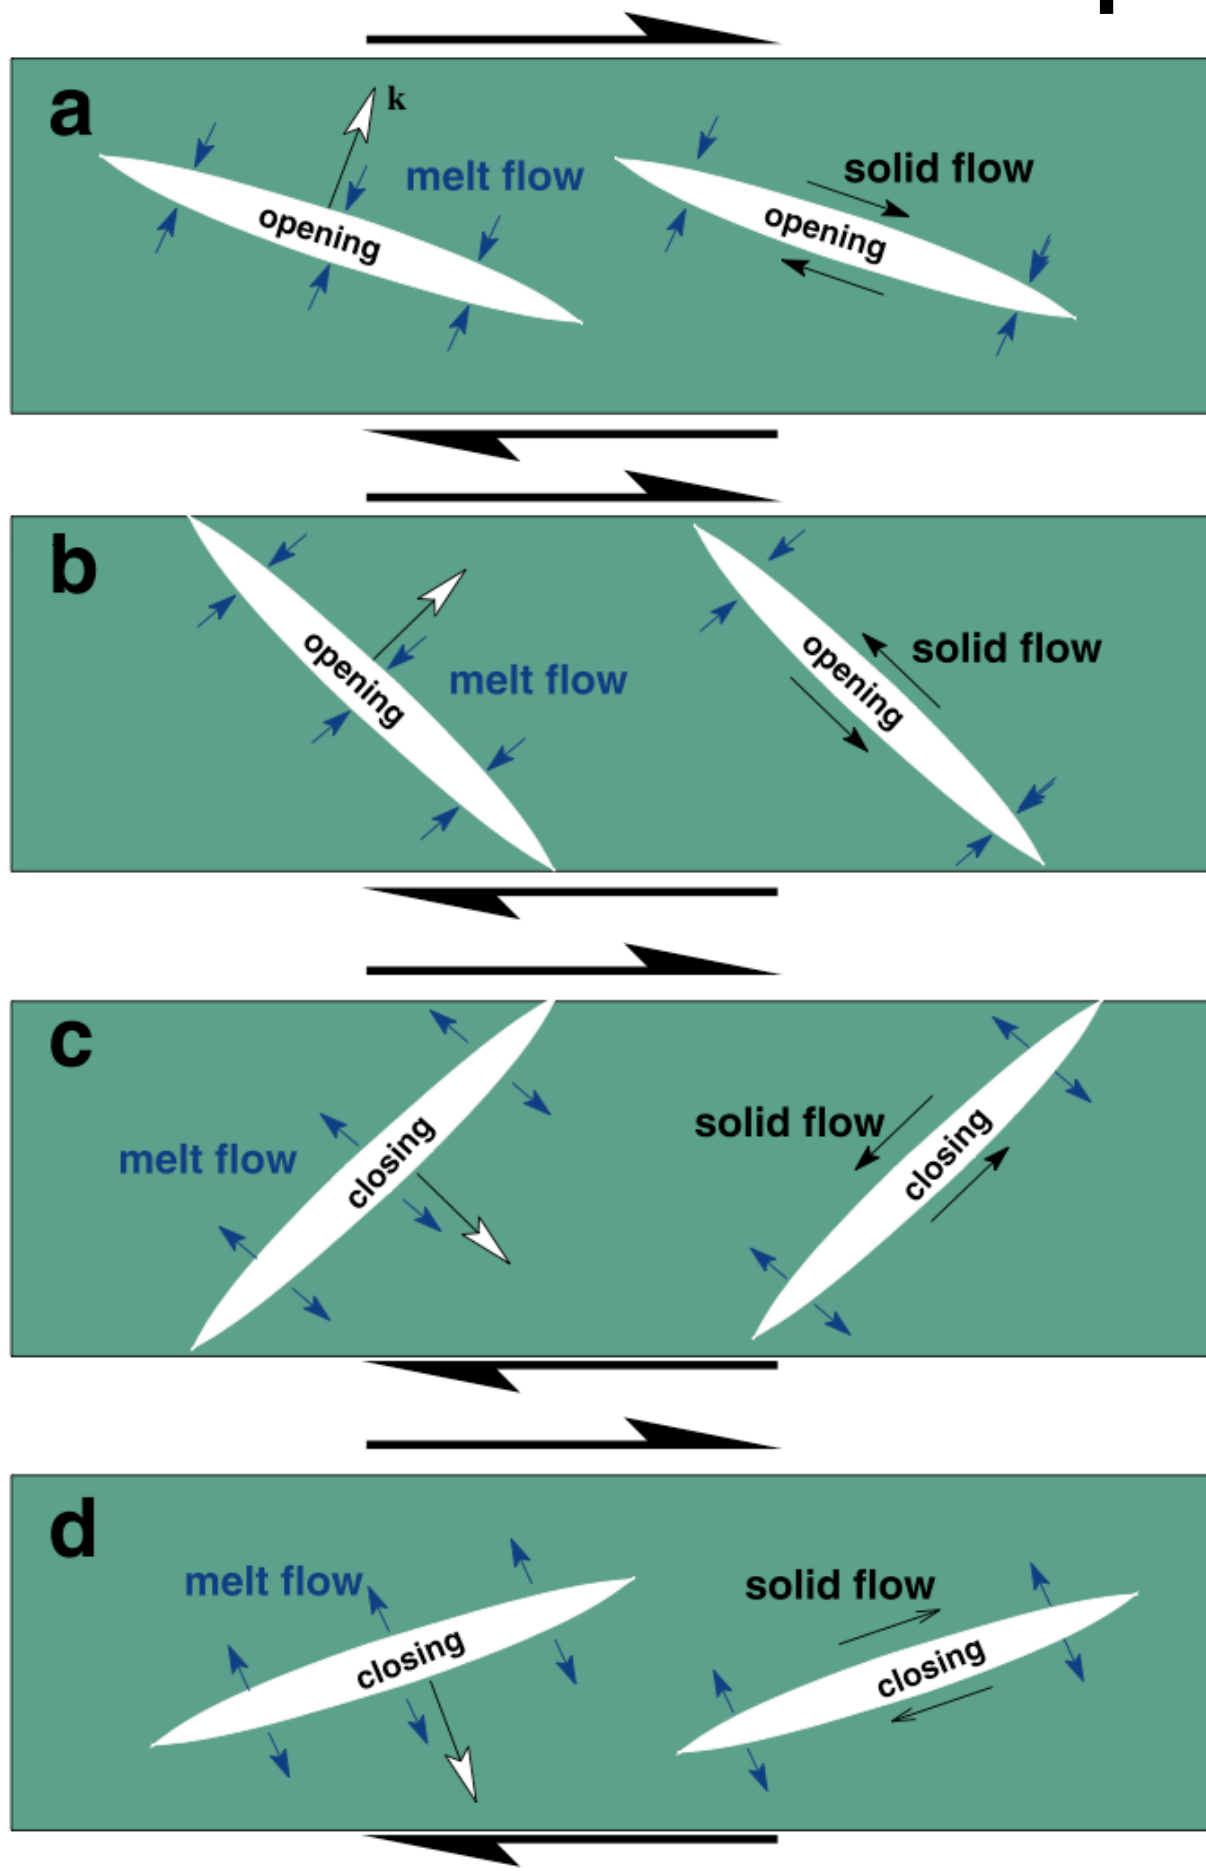 a
k
melt flow
opening
solid flow
opening
b
opening
melt flow
opening
solid flow
c
melt flow
closing
solid flow
closing
d
melt flow
closing
solid flow
closing